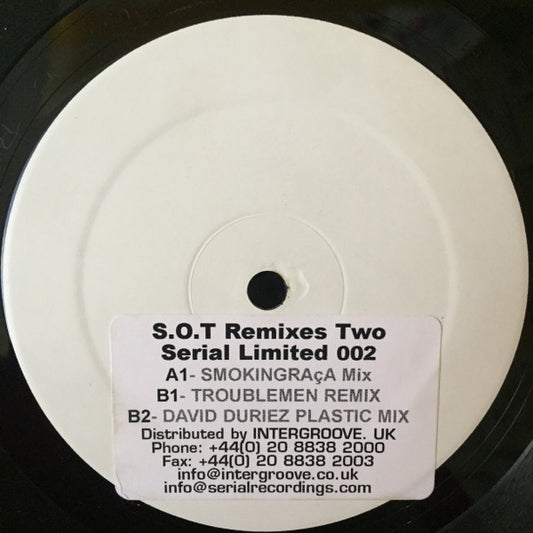 S.O.T Remixes Two
Serial Limited 002
A1- SMOKINGRAçA Mix
B1- TROUBLEMEN REMIX
B2- DAVID DURIEZ PLASTIC MIX
Distributed by INTERGROOVE. UK
Phone: +44(0) 20 8838 2000
Fax: +44(0) 20 8838 2003
info@intergroove.co.uk
info@serialrecordings.com